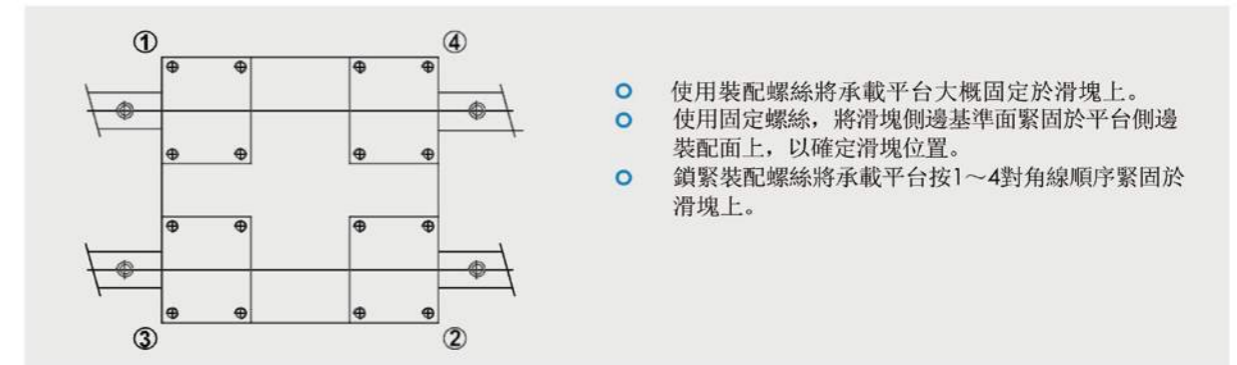 ①
④
③
②
使用裝配螺絲將承載平台大概固定於滑塊上。
使用固定螺絲，將滑塊側邊基準面緊固於平台側邊
裝配面上，以確定滑塊位置。
鎖緊裝配螺絲將承載平台按1～4對角線順序緊固於
滑塊上。